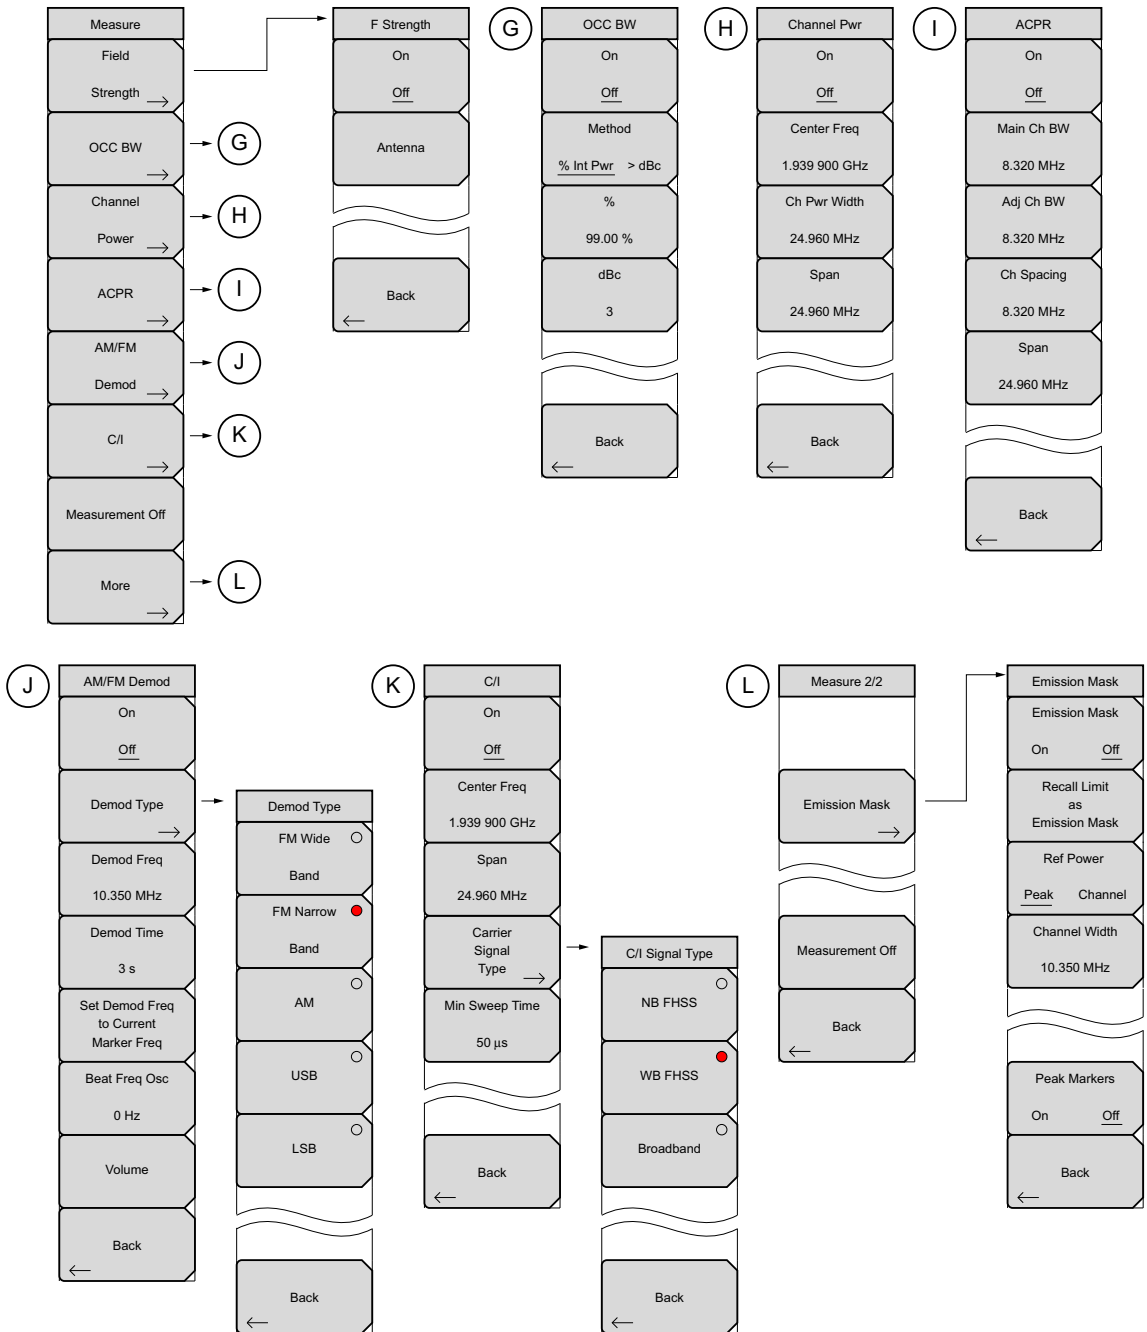 Measure
Field
Strength
OCC BW
Channel
Power
ACPR
AM/FM
Demod
C/I
Measurement Off
More
G
H
I
J
K
L
F Strength
On
Off
Antenna
Back
G
OCC BW
On
Off
Method
% Int Pwr > dBc
%
99.00 %
dBc
3
Back
H
Channel Pwr
On
Off
Center Freq
1.939 900 GHz
Ch Pwr Width
24.960 MHz
Span
24.960 MHz
Back
I
ACPR
On
Off
Main Ch BW
8.320 MHz
Adj Ch BW
8.320 MHz
Ch Spacing
8.320 MHz
Span
24.960 MHz
Back
J
AM/FM Demod
On
Off
Demod Type
Demod Freq
10.350 MHz
Demod Time
3 s
Set Demod Freq
to Current
Marker Freq
Beat Freq Osc
0 Hz
Volume
Back
Demod Type
FM Wide
Band
FM Narrow
Band
AM
USB
LSB
Back
K
C/I
On
Off
Center Freq
1.939 900 GHz
Span
24.960 MHz
Carrier
Signal
Type
Min Sweep Time
50 µs
Back
C/I Signal Type
NB FHSS
WB FHSS
Broadband
Back
L
Measure 2/2
Emission Mask
Measurement Off
Back
Emission Mask
Emission Mask
On Off
Recall Limit
as
Emission Mask
Ref Power
Peak Channel
Channel Width
10.350 MHz
Peak Markers
On Off
Back